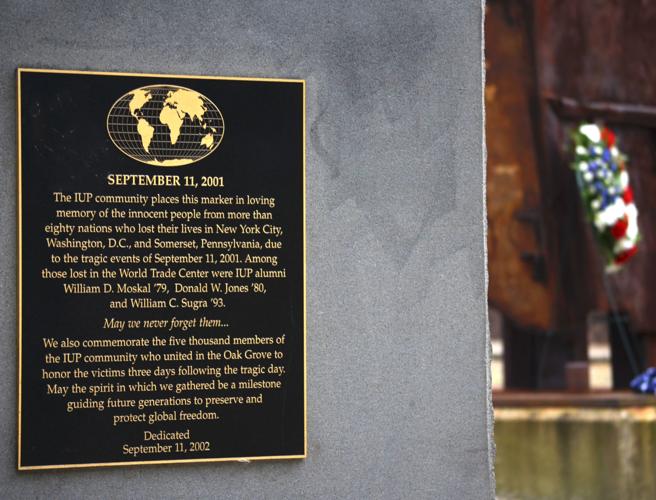 SEPTEMBER 11, 2001
The IUP community places this marker in loving
memory of the innocent people from more than
eighty nations who lost their lives in New York City,
Washington, D.C., and Somerset, Pennsylvania, due
to the tragic events of September 11, 2001. Among
those lost in the World Trade Center were IUP alumni
William D. Moskal ’79, Donald W. Jones ’80,
and William C. Sugra ’93.
May we never forget them...
We also commemorate the five thousand members of
the IUP community who united in the Oak Grove to
honor the victims three days following the tragic day.
May the spirit in which we gathered be a milestone
guiding future generations to preserve and
protect global freedom.
Dedicated
September 11, 2002